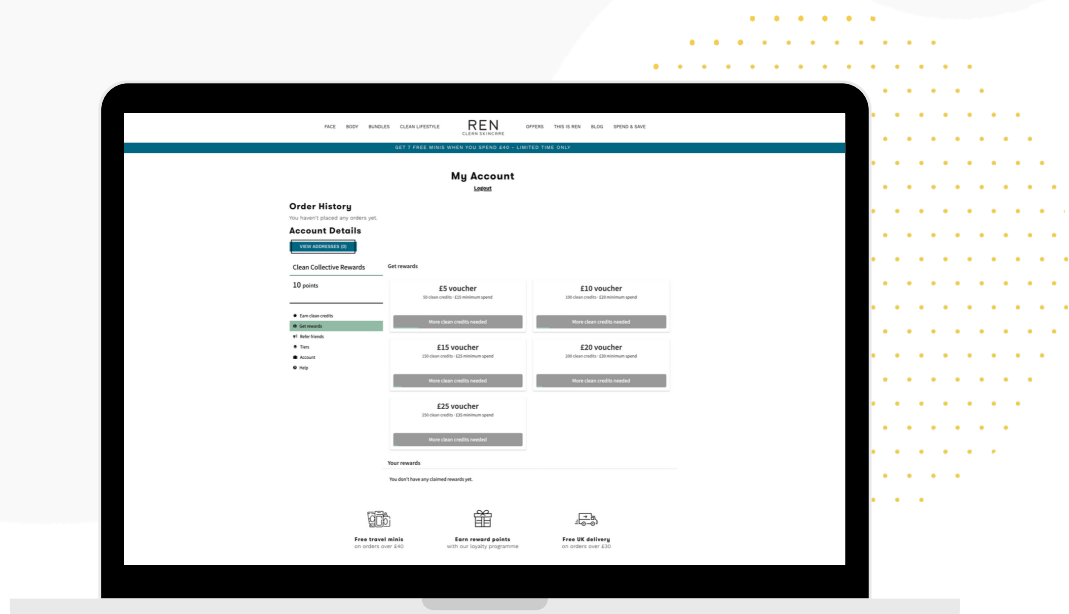 FACE BODY BUNDLES CLEAN LIFESTYLE REN CLEAN SKINCARE OFFERS THIS IS REN BLOG SPEND & SAVE
GET 7 FREE MINIS WHEN YOU SPEND £40 - LIMITED TIME ONLY
My Account
Logout
Order History
You haven't placed any orders yet.
Account Details
VIEW ADDRESSES (0)
Clean Collective Rewards
10 points
Earn clean credits
Get rewards
Refer friends
Tiers
Account
Help
Get rewards
£5 voucher
50 clean credits · £15 minimum spend
More clean credits needed
£10 voucher
100 clean credits · £20 minimum spend
More clean credits needed
£15 voucher
150 clean credits · £25 minimum spend
More clean credits needed
£20 voucher
200 clean credits · £30 minimum spend
More clean credits needed
£25 voucher
250 clean credits · £35 minimum spend
More clean credits needed
Your rewards
You don't have any claimed rewards yet.
Free travel minis
on orders over £40
Earn reward points
with our loyalty programme
Free UK delivery
on orders over £30